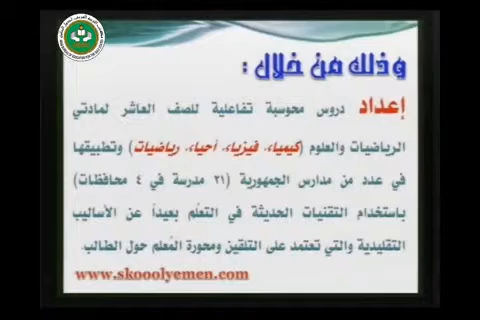 وذلك من خلال :
إعداد دروس محوسبة تفاعلية للصف العاشر لمادتي
الرياضيات والعلوم (كيمياء، فيزياء، أحياء، رياضيات) وتطبيقها
في عدد من مدارس الجمهورية (٢١ مدرسة في ٤ محافظات)
باستخدام التقنيات الحديثة في التعلّم بعيداً عن الأساليب
التقليدية والتي تعتمد على التلقين ومحورة المُعلم حول الطالب.
www.skooolyemen.com